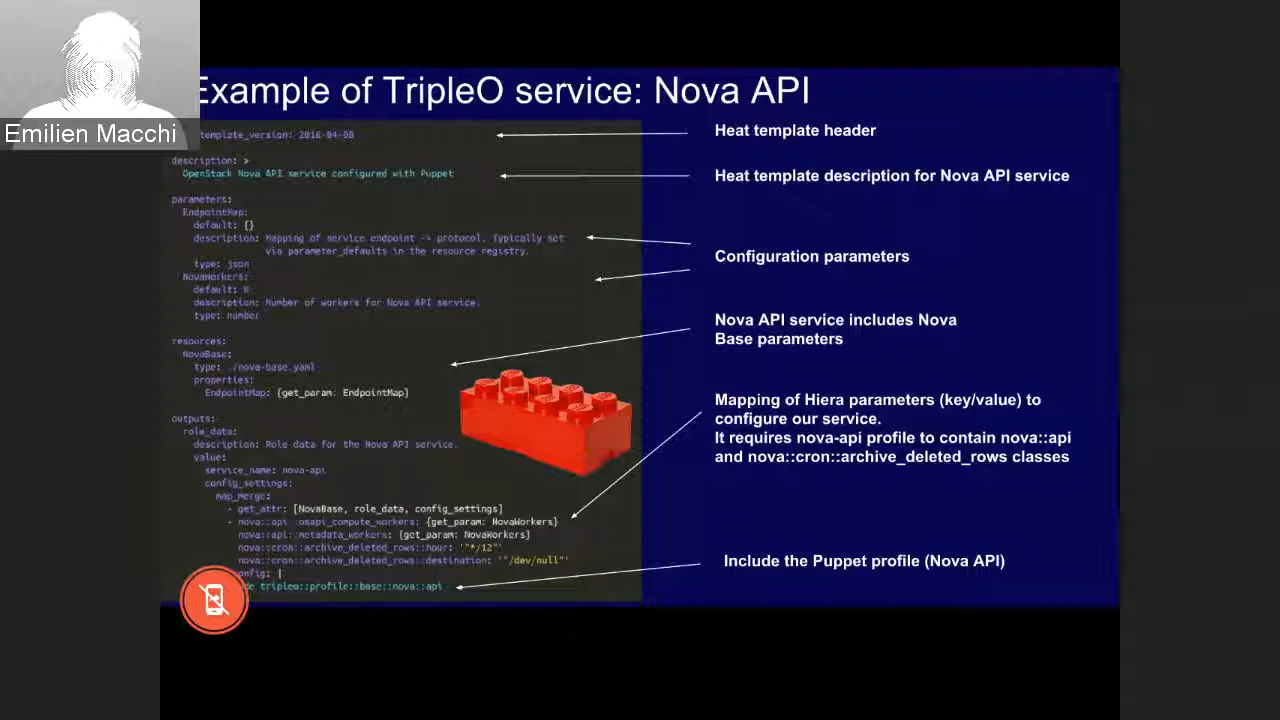 Example of TripleO service: Nova API
Emilien Macchi
template_version: 2016-04-08
description: >
OpenStack Nova API service configured with Puppet
parameters:
EndpointMap:
default: {}
description: Mapping of service endpoint -> protocol. Typically set
via parameter_defaults in the resource registry.
type: json
NovaWorkers:
default: 0
description: Number of workers for Nova API service.
type: number
resources:
NovaBase:
type: ./nova-base.yaml
properties:
EndpointMap: {get_param: EndpointMap}
outputs:
role_data:
description: Role data for the Nova API service.
value:
service_name: nova-api
config_settings:
map_merge:
- get_attr: [NovaBase, role_data, config_settings]
- nova::api::osapi_compute_workers: {get_param: NovaWorkers}
nova::api::metadata_workers: {get_param: NovaWorkers}
nova::cron::archive_deleted_rows::hour: '"*/12"'
nova::cron::archive_deleted_rows::destination: '"/dev/null"'
onfig: |
tripleo::profile::base::nova::api
Heat template header
Heat template description for Nova API service
Configuration parameters
Nova API service includes Nova
Base parameters
Mapping of Hiera parameters (key/value) to
configure our service.
It requires nova-api profile to contain nova::api
and nova::cron::archive_deleted_rows classes
Include the Puppet profile (Nova API)